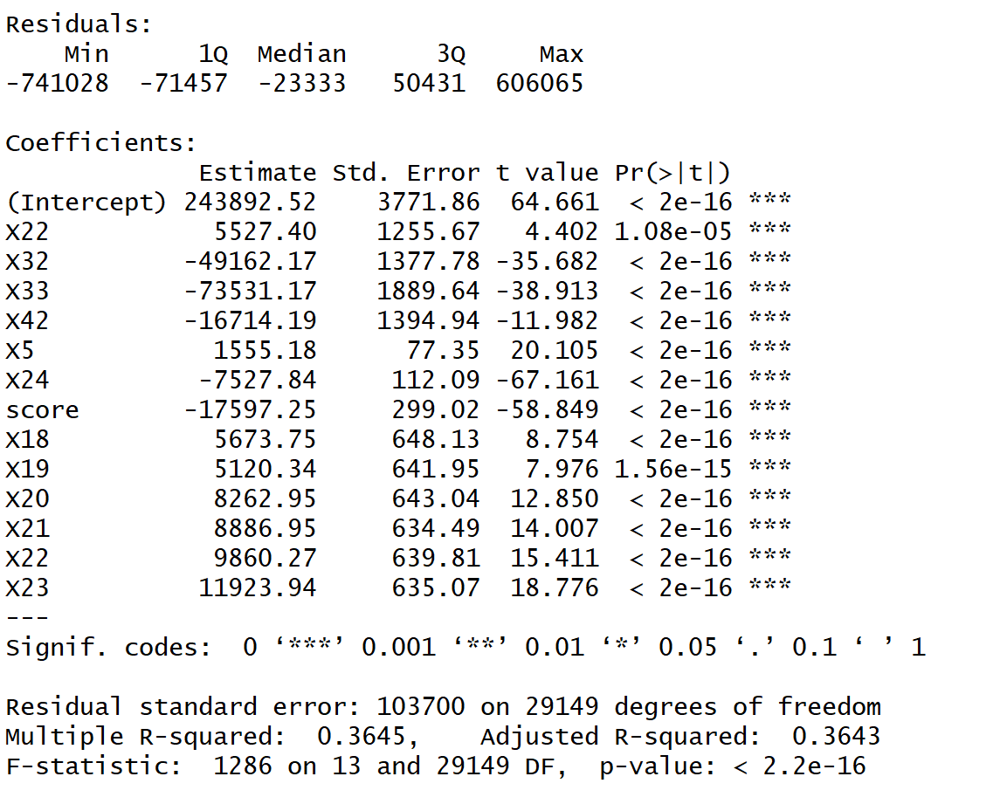 Residuals:
    Min      1Q  Median      3Q     Max
-741028  -71457  -23333   50431  606065

Coefficients:
             Estimate Std. Error t value Pr(>|t|)
(Intercept) 243892.52    3771.86  64.661  < 2e-16 ***
X22           5527.40    1255.67   4.402 1.08e-05 ***
X32         -49162.17    1377.78 -35.682  < 2e-16 ***
X33         -73531.17    1889.64 -38.913  < 2e-16 ***
X42         -16714.19    1394.94 -11.982  < 2e-16 ***
X5            1555.18      77.35  20.105  < 2e-16 ***
X24          -7527.84     112.09 -67.161  < 2e-16 ***
score       -17597.25     299.02 -58.849  < 2e-16 ***
X18           5673.75     648.13   8.754  < 2e-16 ***
X19           5120.34     641.95   7.976 1.56e-15 ***
X20           8262.95     643.04  12.850  < 2e-16 ***
X21           8886.95     634.49  14.007  < 2e-16 ***
X22           9860.27     639.81  15.411  < 2e-16 ***
X23          11923.94     635.07  18.776  < 2e-16 ***
---
Signif. codes:  0 ‘***’ 0.001 ‘**’ 0.01 ‘*’ 0.05 ‘.’ 0.1 ‘ ’ 1

Residual standard error: 103700 on 29149 degrees of freedom
Multiple R-squared:  0.3645,    Adjusted R-squared:  0.3643
F-statistic:  1286 on 13 and 29149 DF,  p-value: < 2.2e-16